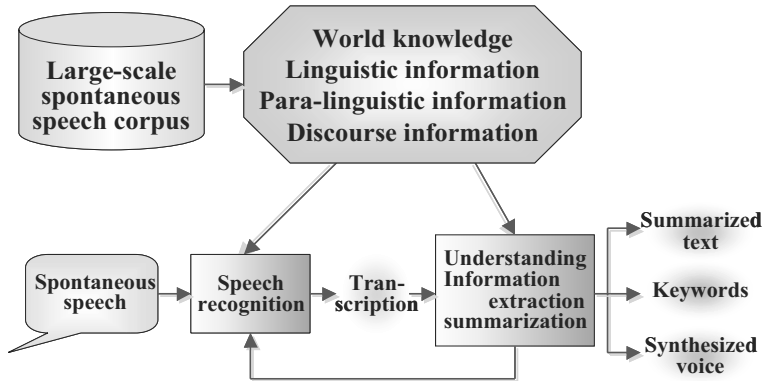 Large-scale
spontaneous
speech corpus
World knowledge
Linguistic information
Para-linguistic information
Discourse information
Spontaneous
speech
Speech
recognition
Tran-
scription
Understanding
Information
extraction
summarization
Summarized
text
Keywords
Synthesized
voice